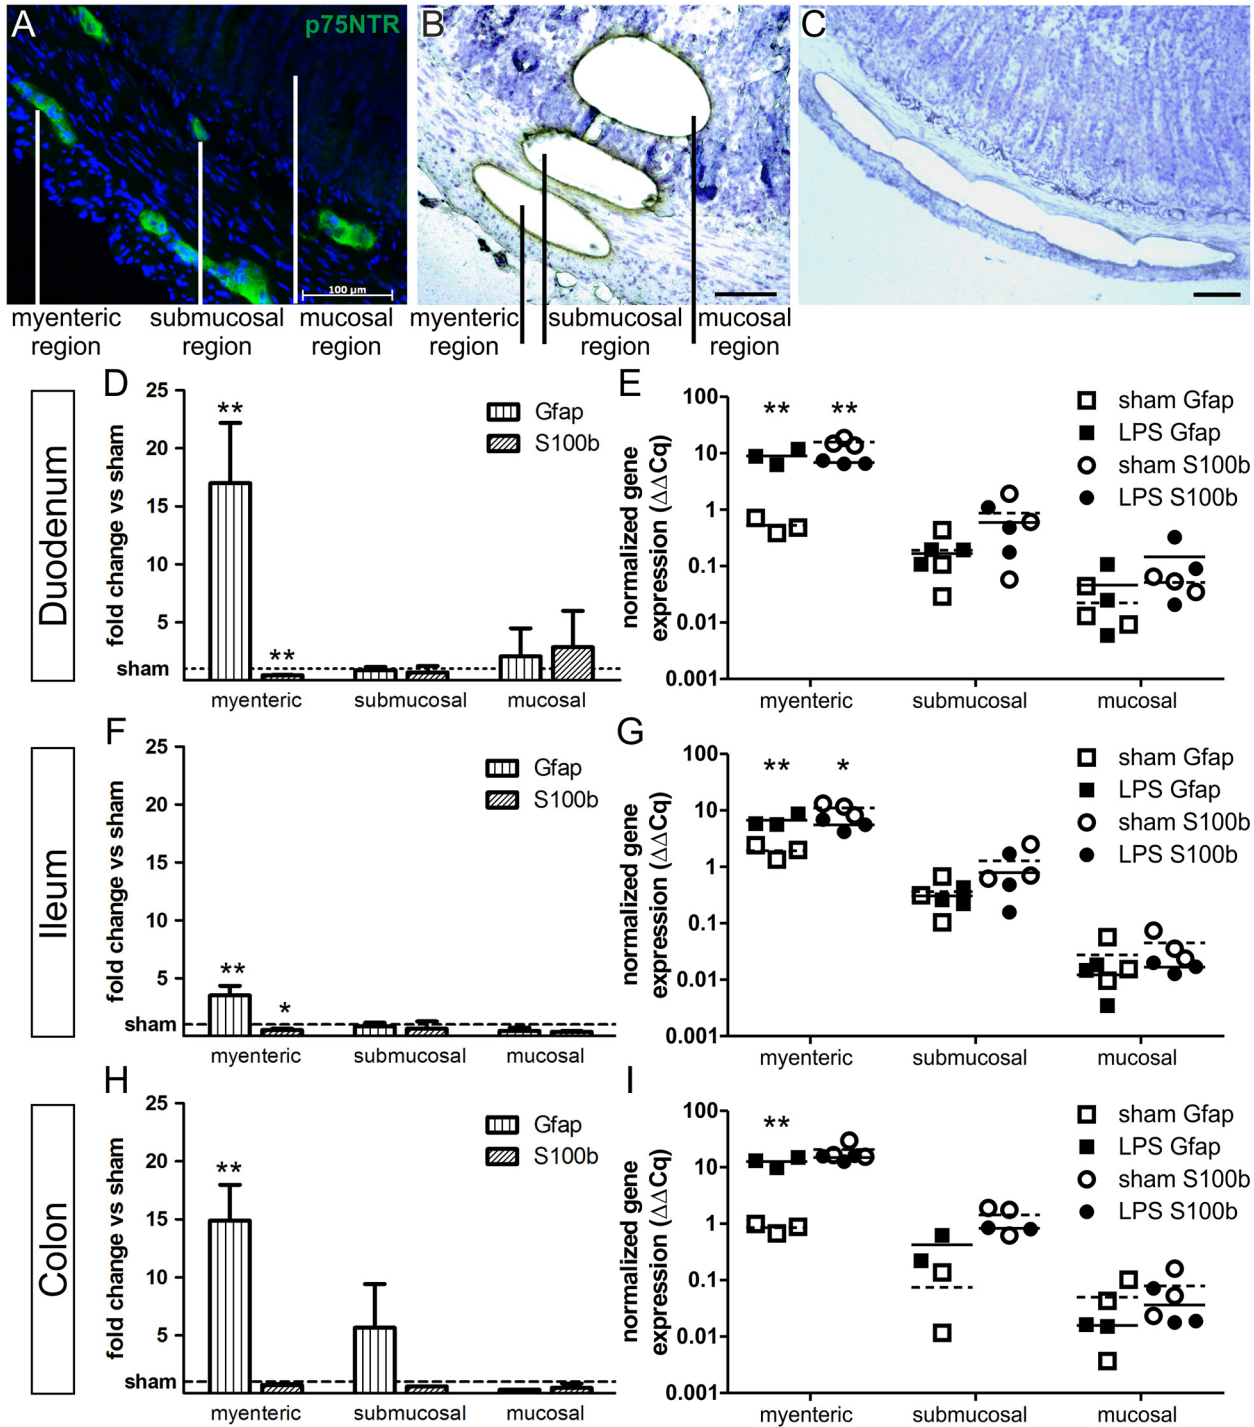 A
p75NTR
100 µm
B
C
myenteric region
submucosal region
mucosal region
myenteric region
submucosal region
mucosal region
Duodenum
D
fold change vs sham
25
20
15
10
5
sham
**
**
Gfap
S100b
myenteric
submucosal
mucosal
E
normalized gene
expression (△△Cq)
100
10
1
0.1
0.01
0.001
**
**
sham Gfap
LPS Gfap
sham S100b
LPS S100b
myenteric
submucosal
mucosal
Ileum
F
fold change vs sham
25
20
15
10
5
sham
**
*
Gfap
S100b
myenteric
submucosal
mucosal
G
normalized gene
expression (△△Cq)
100
10
1
0.1
0.01
0.001
**
*
sham Gfap
LPS Gfap
sham S100b
LPS S100b
myenteric
submucosal
mucosal
Colon
H
fold change vs sham
25
20
15
10
5
sham
**
Gfap
S100b
myenteric
submucosal
mucosal
I
normalized gene
expression (△△Cq)
100
10
1
0.1
0.01
0.001
**
sham Gfap
LPS Gfap
sham S100b
LPS S100b
myenteric
submucosal
mucosal